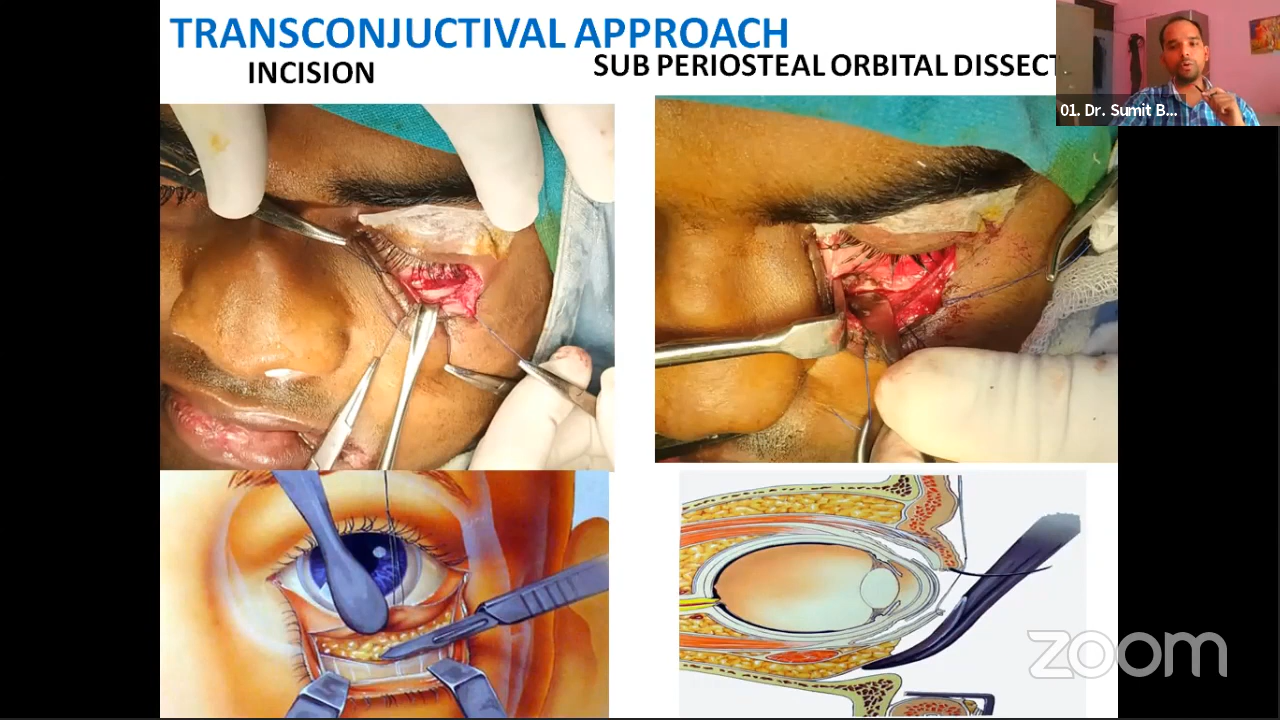 TRANSCONJUCTIVAL APPROACH
INCISION
SUB PERIOSTEAL ORBITAL DISSECT
01. Dr. Sumit B...
zoom